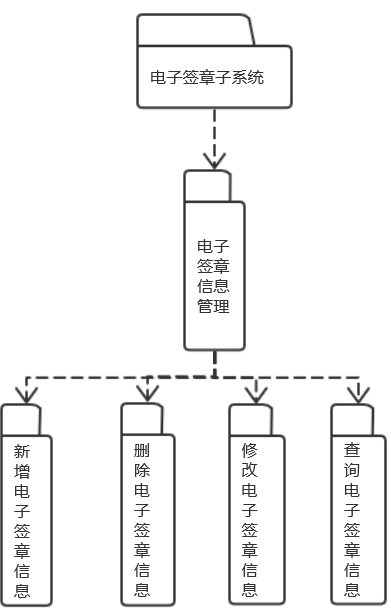 电子签章子系统
电子
签章
信息
管理
新增电子签章信息
删除电子签章信息
修改电子签章信息
查询电子签章信息